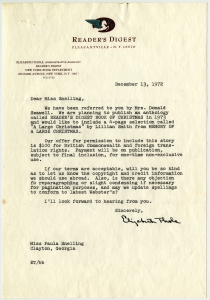 READER'S DIGEST
PLEASANTVILLE · N.Y. 10570
December 13, 1972
Dear Miss Snelling,
We have been referred to you by Mrs. Donald
We are planning to publish an anthology
called READER'S DIGEST BOOK OF CHRISTMAS in 1973
and would like to include a 4-page selection called
"A Large Christmas" by Lillian Smith from MEMORY OF
A LARGE CHRISTMAS.
Our offer for permission to include this story
is $100 for British Commonwealth and foreign trans-
lation rights. Payment will be on publication,
subject to final inclusion, for one-time non-exclusive
use.
If our terms are acceptable, will you be so kind
as to let us know the copyright and credit information
we should use abroad. Also, is there any objection
to reparagraphing or slight condensing if necessary
for pagination purposes, and may we update spellings
to conform to latest Webster's?
I'll look forward to hearing from you.
Sincerely,
Miss Paula Snelling
Clayton, Georgia